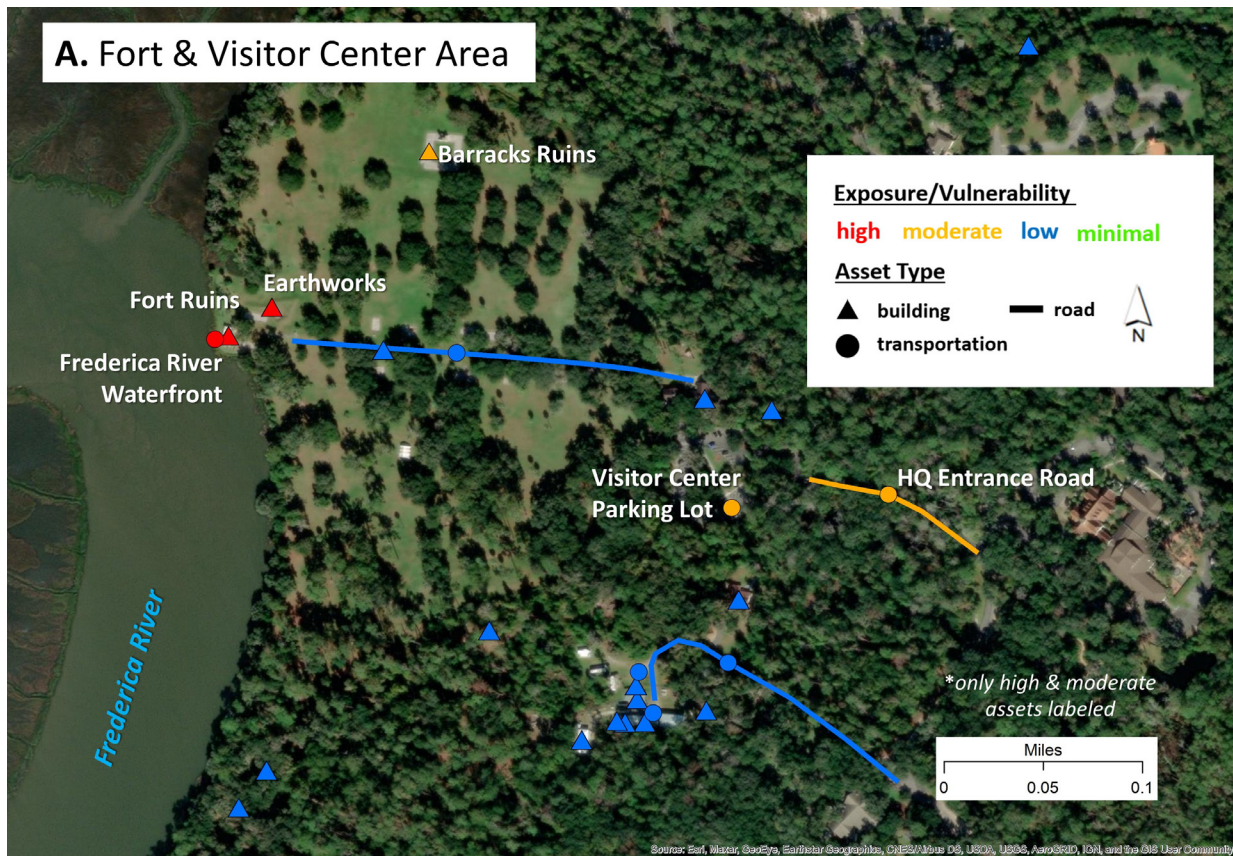 A. Fort & Visitor Center Area
Barracks Ruins
Exposure/Vulnerability
high moderate low minimal
Asset Type
building
road
transportation
N
Earthworks
Fort Ruins
Frederica River
Waterfront
Visitor Center
Parking Lot
HQ Entrance Road
Frederica River
*only high & moderate
assets labeled
Miles
0 0.05 0.1
Source: Esri, Maxar, GeoEye, Earthstar Geographics, CNES/Airbus DS, USDA, USGS, AeroGRID, IGN, and the GIS User Community